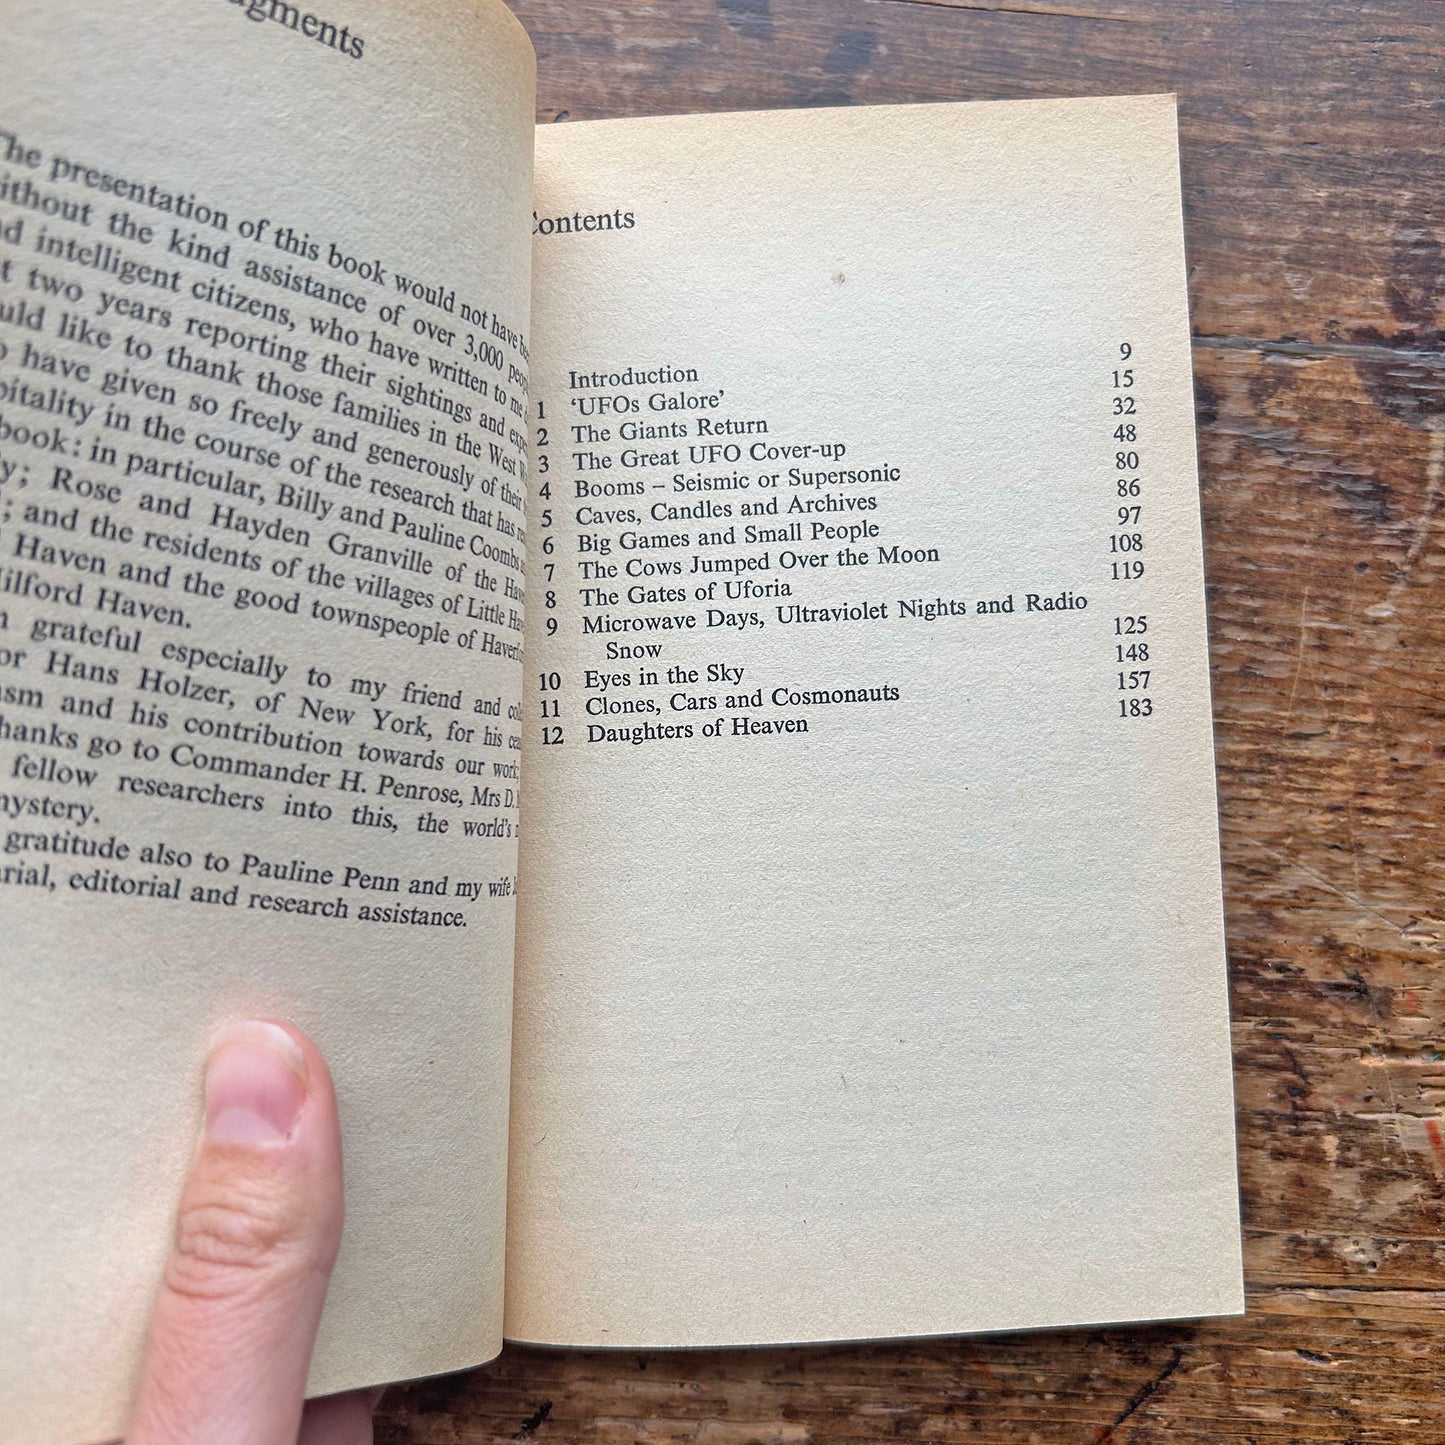 The presentation of this book would not have
without the kind assistance of over 3,000
intelligent citizens, who have written to me
two years reporting their sightings and
like to thank those families in the West
have given so freely and generously of their
in the course of the research that has
book: in particular, Billy and Pauline Coombs
Rose and Hayden Granville of the
; and the residents of the villages of Little
Haven and the good townspeople of
Milford Haven.
grateful especially to my friend and
Hans Holzer, of New York, for his
and his contribution towards our work;
thanks go to Commander H. Penrose, Mrs D.
fellow researchers into this, the world's
mystery.
gratitude also to Pauline Penn and my wife
editorial and research assistance.
Contents
Introduction 9
1 ‘UFOs Galore’ 15
2 The Giants Return 32
3 The Great UFO Cover-up 48
4 Booms – Seismic or Supersonic 80
5 Caves, Candles and Archives 86
6 Big Games and Small People 97
7 The Cows Jumped Over the Moon 108
8 The Gates of Uforia 119
9 Microwave Days, Ultraviolet Nights and Radio
Snow 125
10 Eyes in the Sky 148
11 Clones, Cars and Cosmonauts 157
12 Daughters of Heaven 183